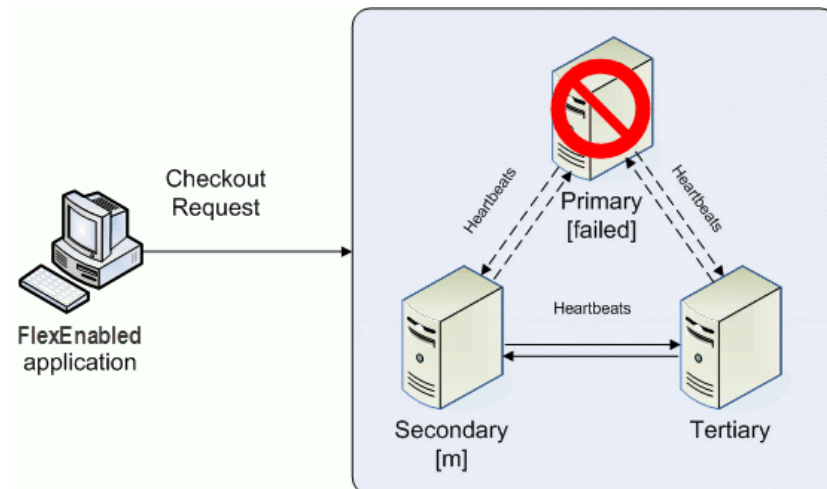 Checkout
Request
FlexEnabled
application
Heartbeats
Heartbeats
Primary
[failed]
Heartbeats
Secondary
[m]
Tertiary